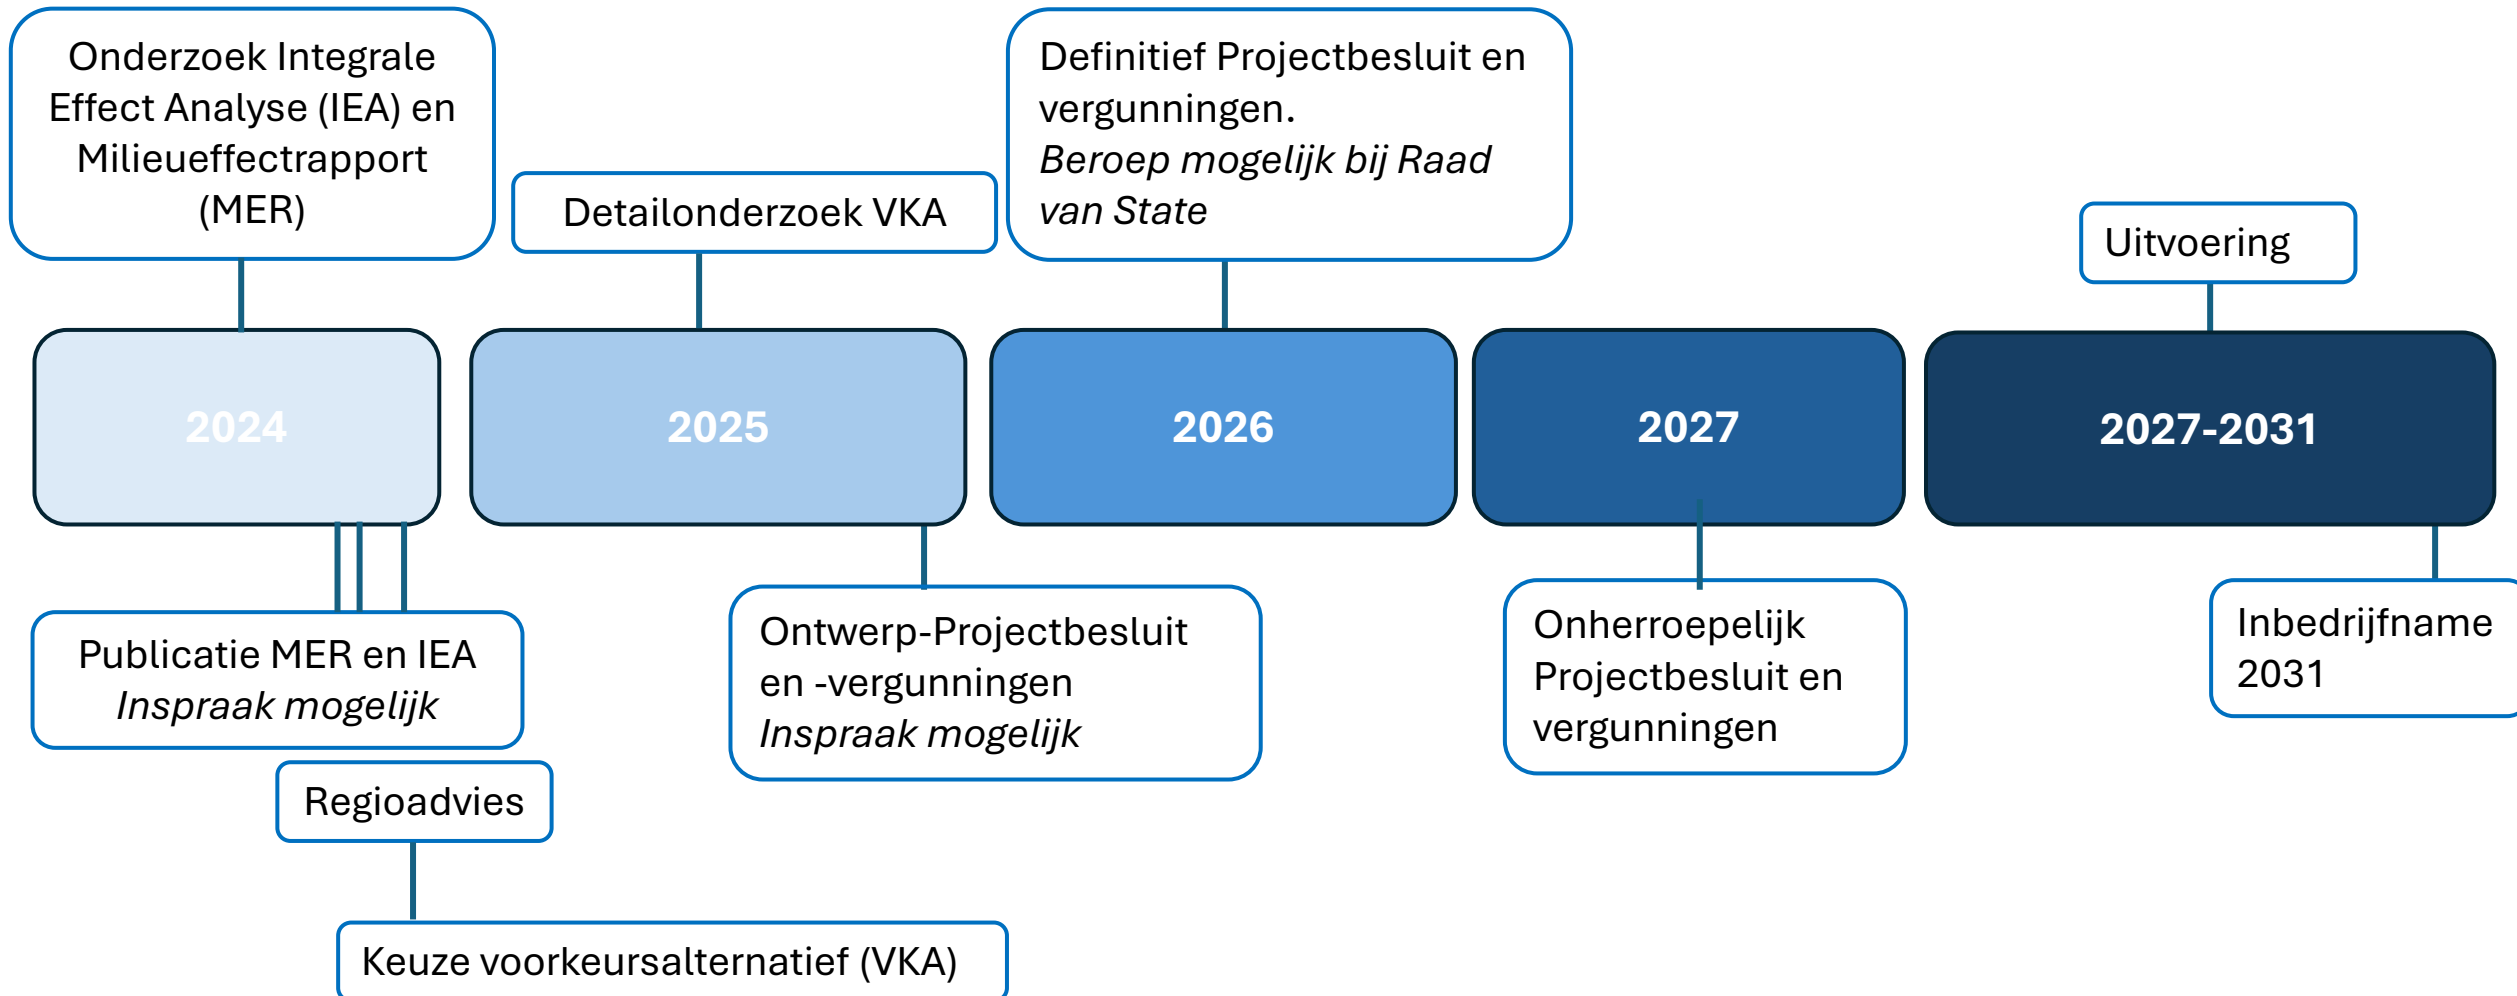 Onderzoek Integrale
Effect Analyse (IEA) en
Milieueffectrapport
(MER)
Detailonderzoek VKA
Definitief Projectbesluit en
vergunningen.
Beroep mogelijk bij Raad
van State
Uitvoering
2024
2025
2026
2027
2027-2031
Publicatie MER en IEA
Inspraak mogelijk
Regioadvies
Keuze voorkeursalternatief (VKA)
Ontwerp-Projectbesluit
en -vergunningen
Inspraak mogelijk
Onherroepelijk
Projectbesluit en
vergunningen
Inbedrijfname
2031